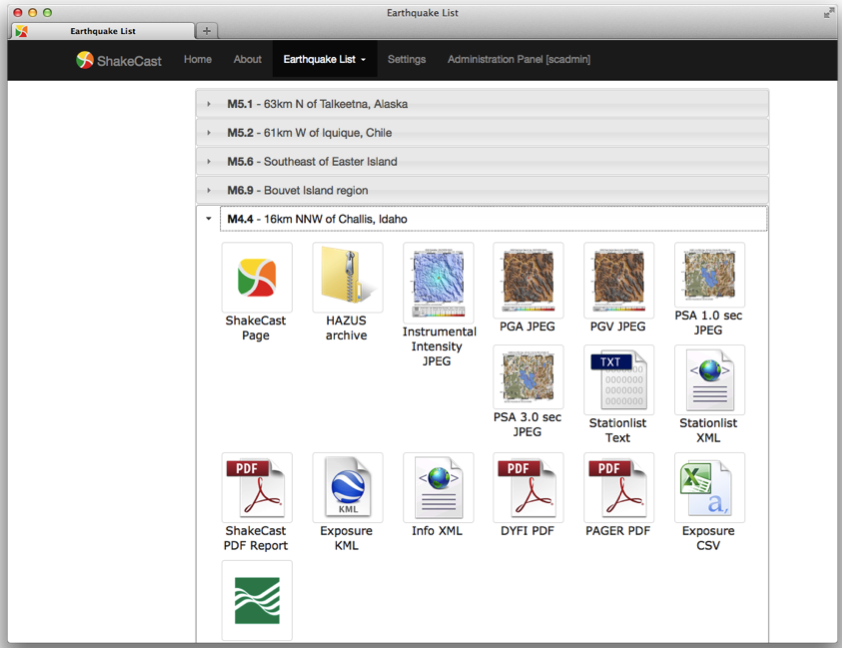 Earthquake List
Earthquake List
ShakeCast
Home
About
Earthquake List
Settings
Administration Panel [scadmin]
M5.1 - 63km N of Talkeetna, Alaska
M5.2 - 61km W of Iquique, Chile
M5.6 - Southeast of Easter Island
M6.9 - Bouvet Island region
M4.4 - 16km NNW of Challis, Idaho
ShakeCast
Page
HAZUS
archive
Instrumental
Intensity
JPEG
PGA JPEG
PGV JPEG
PSA 1.0 sec
JPEG
PSA 3.0 sec
JPEG
TXT
Stationlist
Text
Stationlist
XML
PDF
ShakeCast
PDF Report
KML
Exposure
KML
Info XML
PDF
DYFI PDF
PDF
PAGER PDF
X
a,
Exposure
CSV